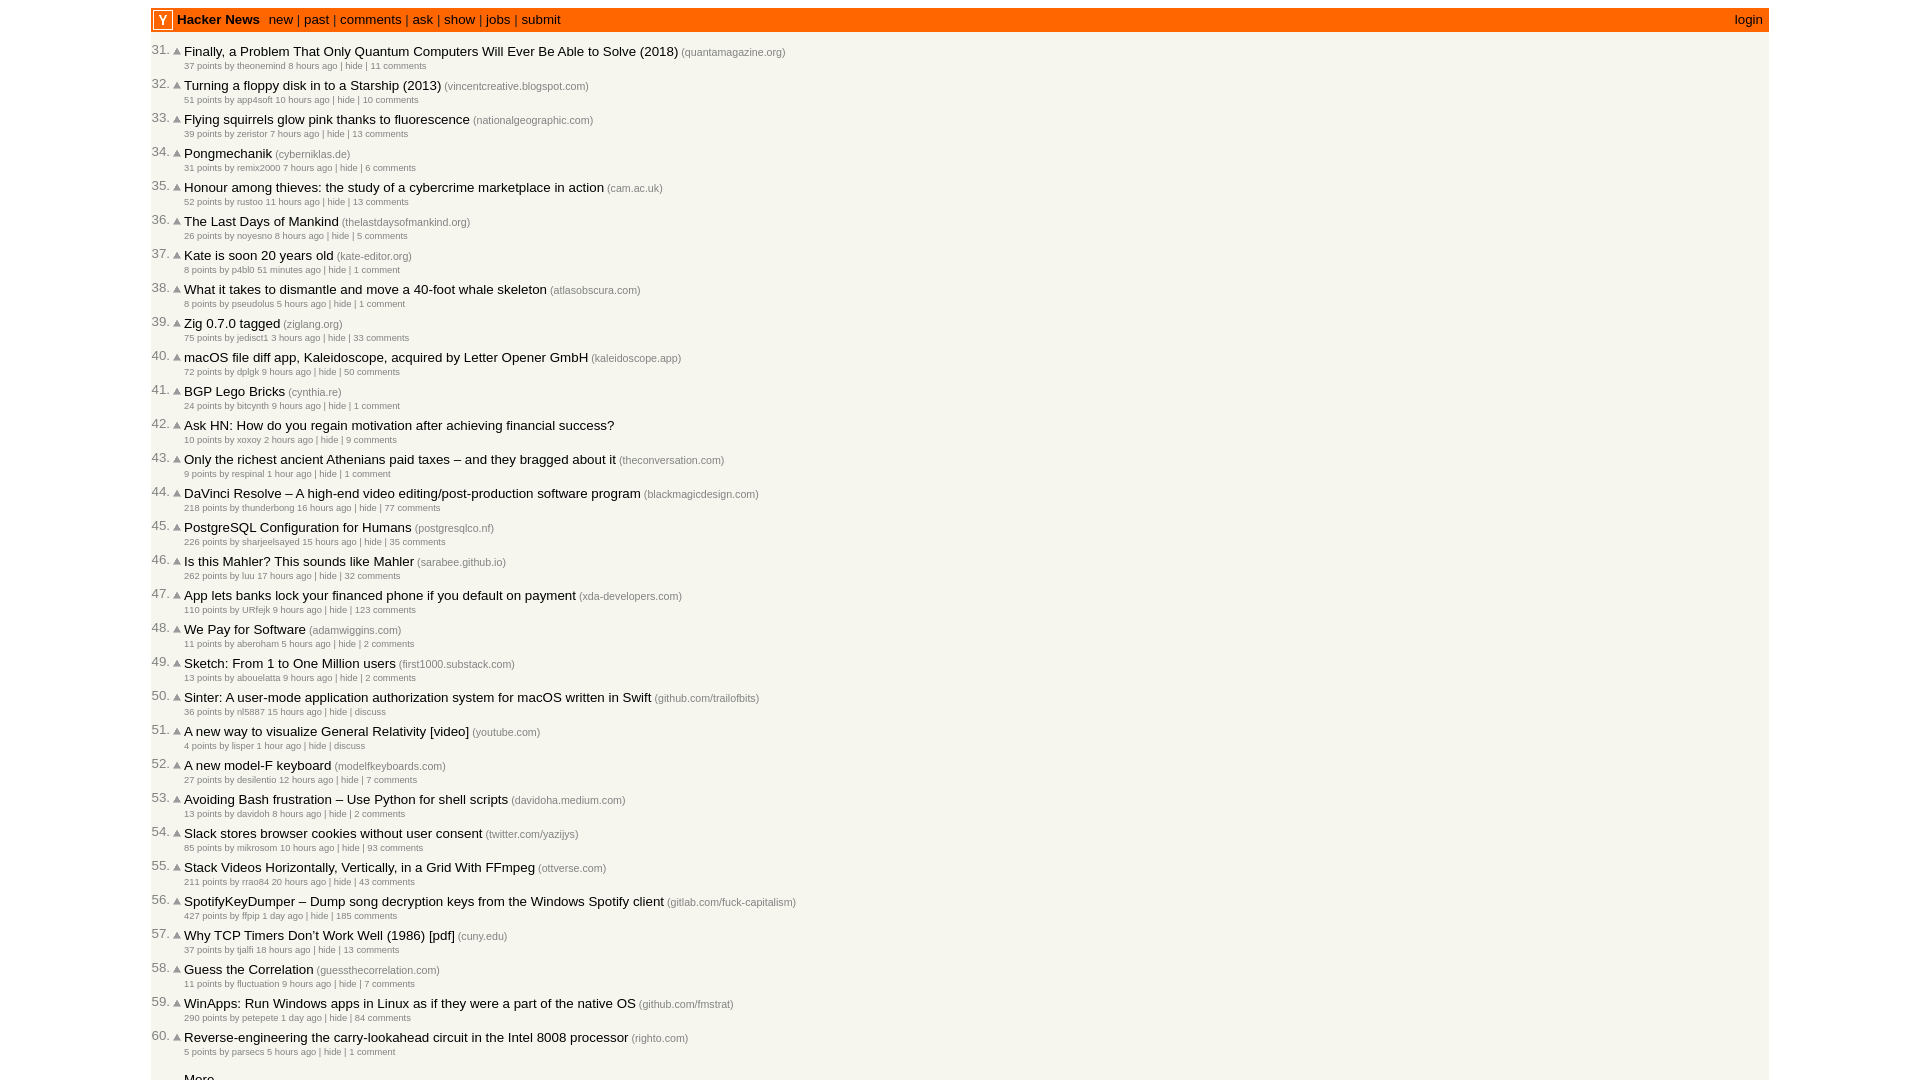 Y Hacker News new | past | comments | ask | show | jobs | submit login
31. Finally, a Problem That Only Quantum Computers Will Ever Be Able to Solve (2018) (quantamagazine.org)
37 points by theonemind 8 hours ago | hide | 11 comments
32. Turning a floppy disk in to a Starship (2013) (vincentcreative.blogspot.com)
51 points by app4soft 10 hours ago | hide | 10 comments
33. Flying squirrels glow pink thanks to fluorescence (nationalgeographic.com)
39 points by zeristor 7 hours ago | hide | 13 comments
34. Pongmechanik (cyberniklas.de)
31 points by remix2000 7 hours ago | hide | 6 comments
35. Honour among thieves: the study of a cybercrime marketplace in action (cam.ac.uk)
52 points by rustoo 11 hours ago | hide | 13 comments
36. The Last Days of Mankind (thelastdaysofmankind.org)
26 points by noyesno 8 hours ago | hide | 5 comments
37. Kate is soon 20 years old (kate-editor.org)
8 points by p4bl0 51 minutes ago | hide | 1 comment
38. What it takes to dismantle and move a 40-foot whale skeleton (atlasobscura.com)
8 points by pseudolus 5 hours ago | hide | 1 comment
39. Zig 0.7.0 tagged (ziglang.org)
75 points by jedisct1 3 hours ago | hide | 33 comments
40. macOS file diff app, Kaleidoscope, acquired by Letter Opener GmbH (kaleidoscope.app)
72 points by dplgk 9 hours ago | hide | 50 comments
41. BGP Lego Bricks (cynthia.re)
24 points by bitcynth 9 hours ago | hide | 1 comment
42. Ask HN: How do you regain motivation after achieving financial success?
10 points by xoxoy 2 hours ago | hide | 9 comments
43. Only the richest ancient Athenians paid taxes – and they bragged about it (theconversation.com)
9 points by respinal 1 hour ago | hide | 1 comment
44. DaVinci Resolve – A high-end video editing/post-production software program (blackmagicdesign.com)
218 points by thunderbong 16 hours ago | hide | 77 comments
45. PostgreSQL Configuration for Humans (postgresqlco.nf)
226 points by sharjeelsayed 15 hours ago | hide | 35 comments
46. Is this Mahler? This sounds like Mahler (sarabee.github.io)
262 points by luu 17 hours ago | hide | 32 comments
47. App lets banks lock your financed phone if you default on payment (xda-developers.com)
110 points by URfejk 9 hours ago | hide | 123 comments
48. We Pay for Software (adamwiggins.com)
11 points by aberoham 5 hours ago | hide | 2 comments
49. Sketch: From 1 to One Million users (first1000.substack.com)
13 points by abouelatta 9 hours ago | hide | 2 comments
50. Sinter: A user-mode application authorization system for macOS written in Swift (github.com/trailofbits)
36 points by nl5887 15 hours ago | hide | discuss
51. A new way to visualize General Relativity [video] (youtube.com)
4 points by lisper 1 hour ago | hide | discuss
52. A new model-F keyboard (modelfkeyboards.com)
27 points by desilentio 12 hours ago | hide | 7 comments
53. Avoiding Bash frustration – Use Python for shell scripts (davidoha.medium.com)
13 points by davidoh 8 hours ago | hide | 2 comments
54. Slack stores browser cookies without user consent (twitter.com/yazijys)
85 points by mikrosom 10 hours ago | hide | 93 comments
55. Stack Videos Horizontally, Vertically, in a Grid With FFmpeg (ottverse.com)
211 points by rrao84 20 hours ago | hide | 43 comments
56. SpotifyKeyDumper – Dump song decryption keys from the Windows Spotify client (gitlab.com/fuck-capitalism)
427 points by ffpip 1 day ago | hide | 185 comments
57. Why TCP Timers Don’t Work Well (1986) [pdf] (cuny.edu)
37 points by tjalfi 18 hours ago | hide | 13 comments
58. Guess the Correlation (guessthecorrelation.com)
11 points by fluctuation 9 hours ago | hide | 7 comments
59. WinApps: Run Windows apps in Linux as if they were a part of the native OS (github.com/fmstrat)
290 points by petepete 1 day ago | hide | 84 comments
60. Reverse-engineering the carry-lookahead circuit in the Intel 8008 processor (righto.com)
5 points by parsecs 5 hours ago | hide | 1 comment
More